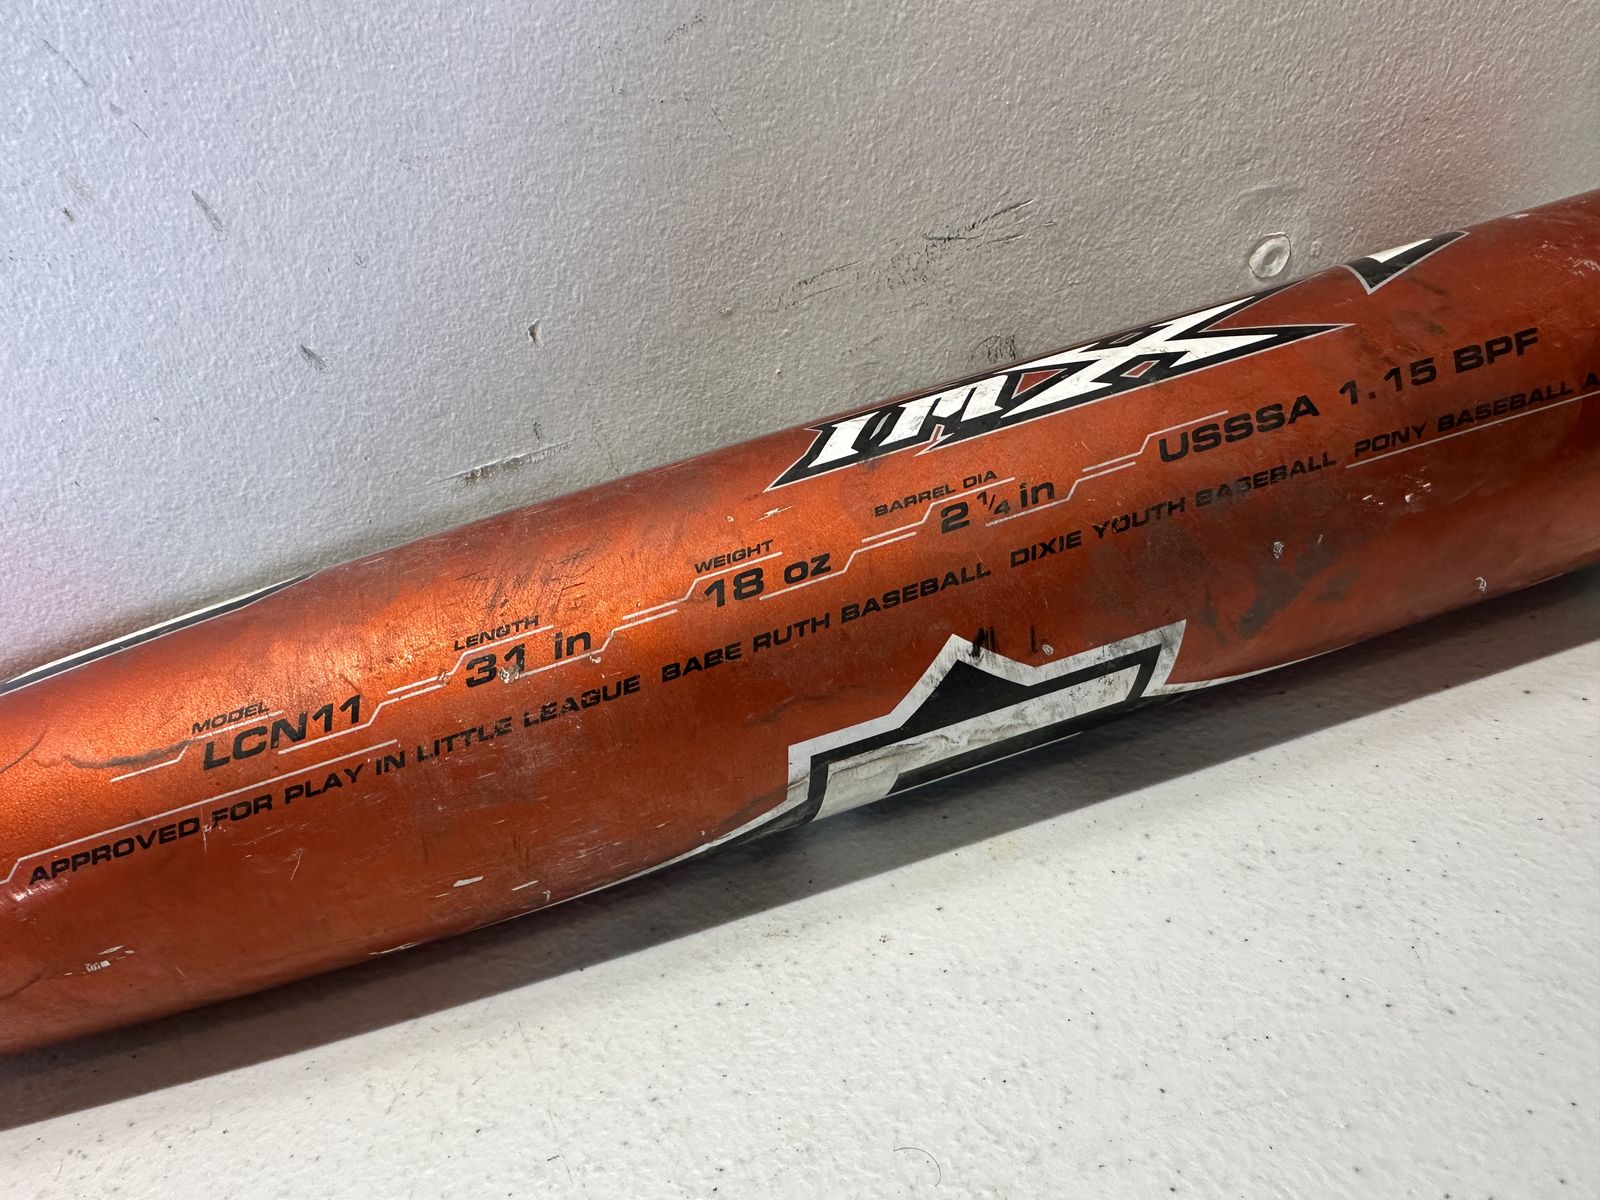 IMX
MODEL LENGTH WEIGHT BARREL DIA
LCN11 31 in 18 oz 2 1/4 in USSSA 1.15 BPF
APPROVED FOR PLAY IN LITTLE LEAGUE BABE RUTH BASEBALL DIXIE YOUTH BASEBALL PONY BASEBALL A